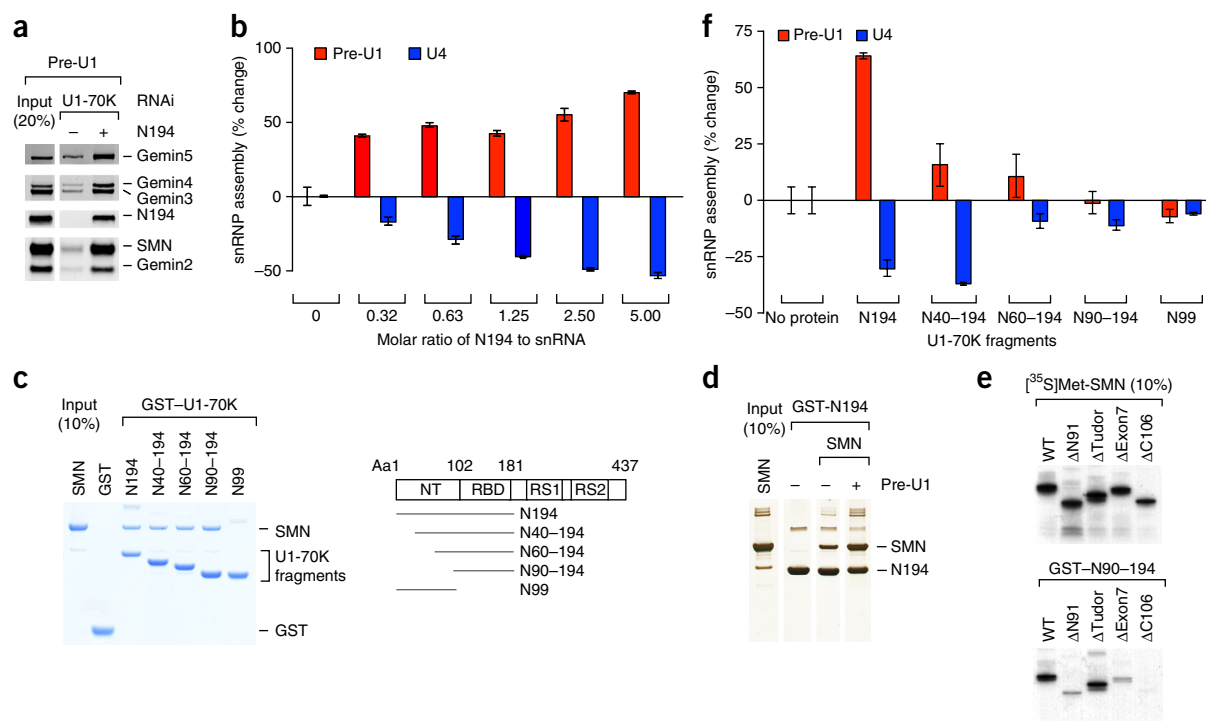 a
Pre-U1
Input (20%)
U1-70K
RNAi
– + N194
Gemin5
Gemin4
Gemin3
N194
SMN
Gemin2
b
snRNP assembly (% change)
100
50
0
–50
Pre-U1 U4
0 0.32 0.63 1.25 2.50 5.00
Molar ratio of N194 to snRNA
f
snRNP assembly (% change)
75
50
25
0
–25
–50
Pre-U1 U4
No protein N194 N40–194 N60–194 N90–194 N99
U1-70K fragments
c
Input (10%)
GST–U1-70K
SMN GST N194 N40–194 N60–194 N90–194 N99
SMN
U1-70K fragments
GST
Aa1 102 181 437
NT RBD RS1 RS2
N194
N40–194
N60–194
N90–194
N99
d
Input (10%)
GST-N194
SMN
SMN – – + Pre-U1
SMN
N194
e
[35S]Met-SMN (10%)
WT ΔN91 ΔTudor ΔExon7 ΔC106
GST–N90–194
WT ΔN91 ΔTudor ΔExon7 ΔC106